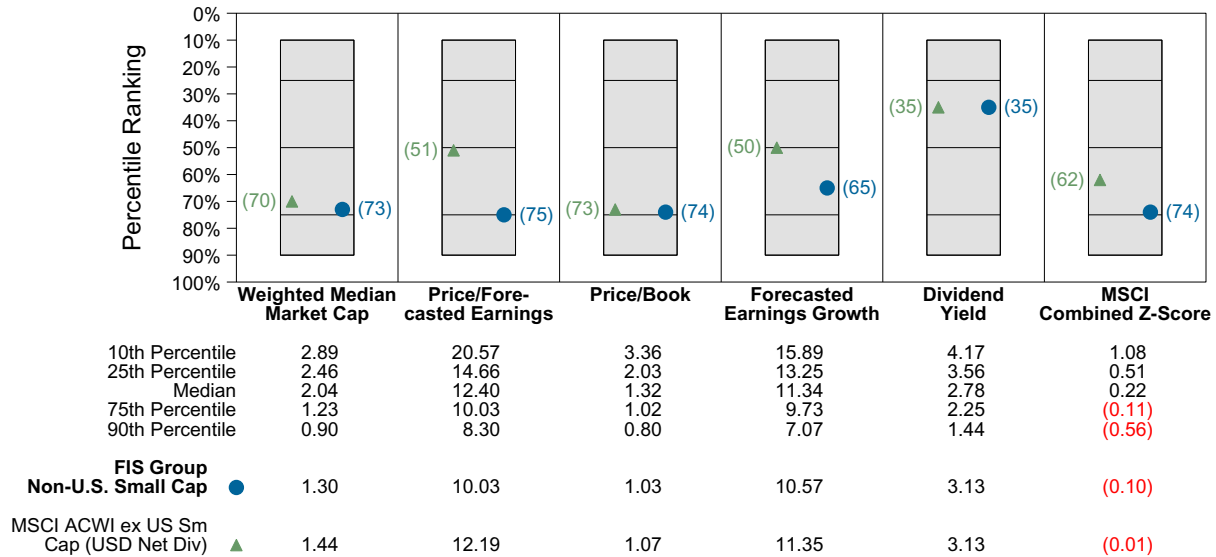 Percentile Ranking
0%
10%
20%
30%
40%
50%
60%
70%
80%
90%
100%
(70)
(73)
(51)
(75)
(73)
(74)
(50)
(65)
(35)
(35)
(62)
(74)
Weighted Median
Market Cap
Price/Fore-
casted Earnings
Price/Book
Forecasted
Earnings Growth
Dividend
Yield
MSCI
Combined Z-Score
10th Percentile 2.89 20.57 3.36 15.89 4.17 1.08
25th Percentile 2.46 14.66 2.03 13.25 3.56 0.51
Median 2.04 12.40 1.32 11.34 2.78 0.22
75th Percentile 1.23 10.03 1.02 9.73 2.25 (0.11)
90th Percentile 0.90 8.30 0.80 7.07 1.44 (0.56)
FIS Group
Non-U.S. Small Cap 1.30 10.03 1.03 10.57 3.13 (0.10)
MSCI ACWI ex US Sm
Cap (USD Net Div) 1.44 12.19 1.07 11.35 3.13 (0.01)